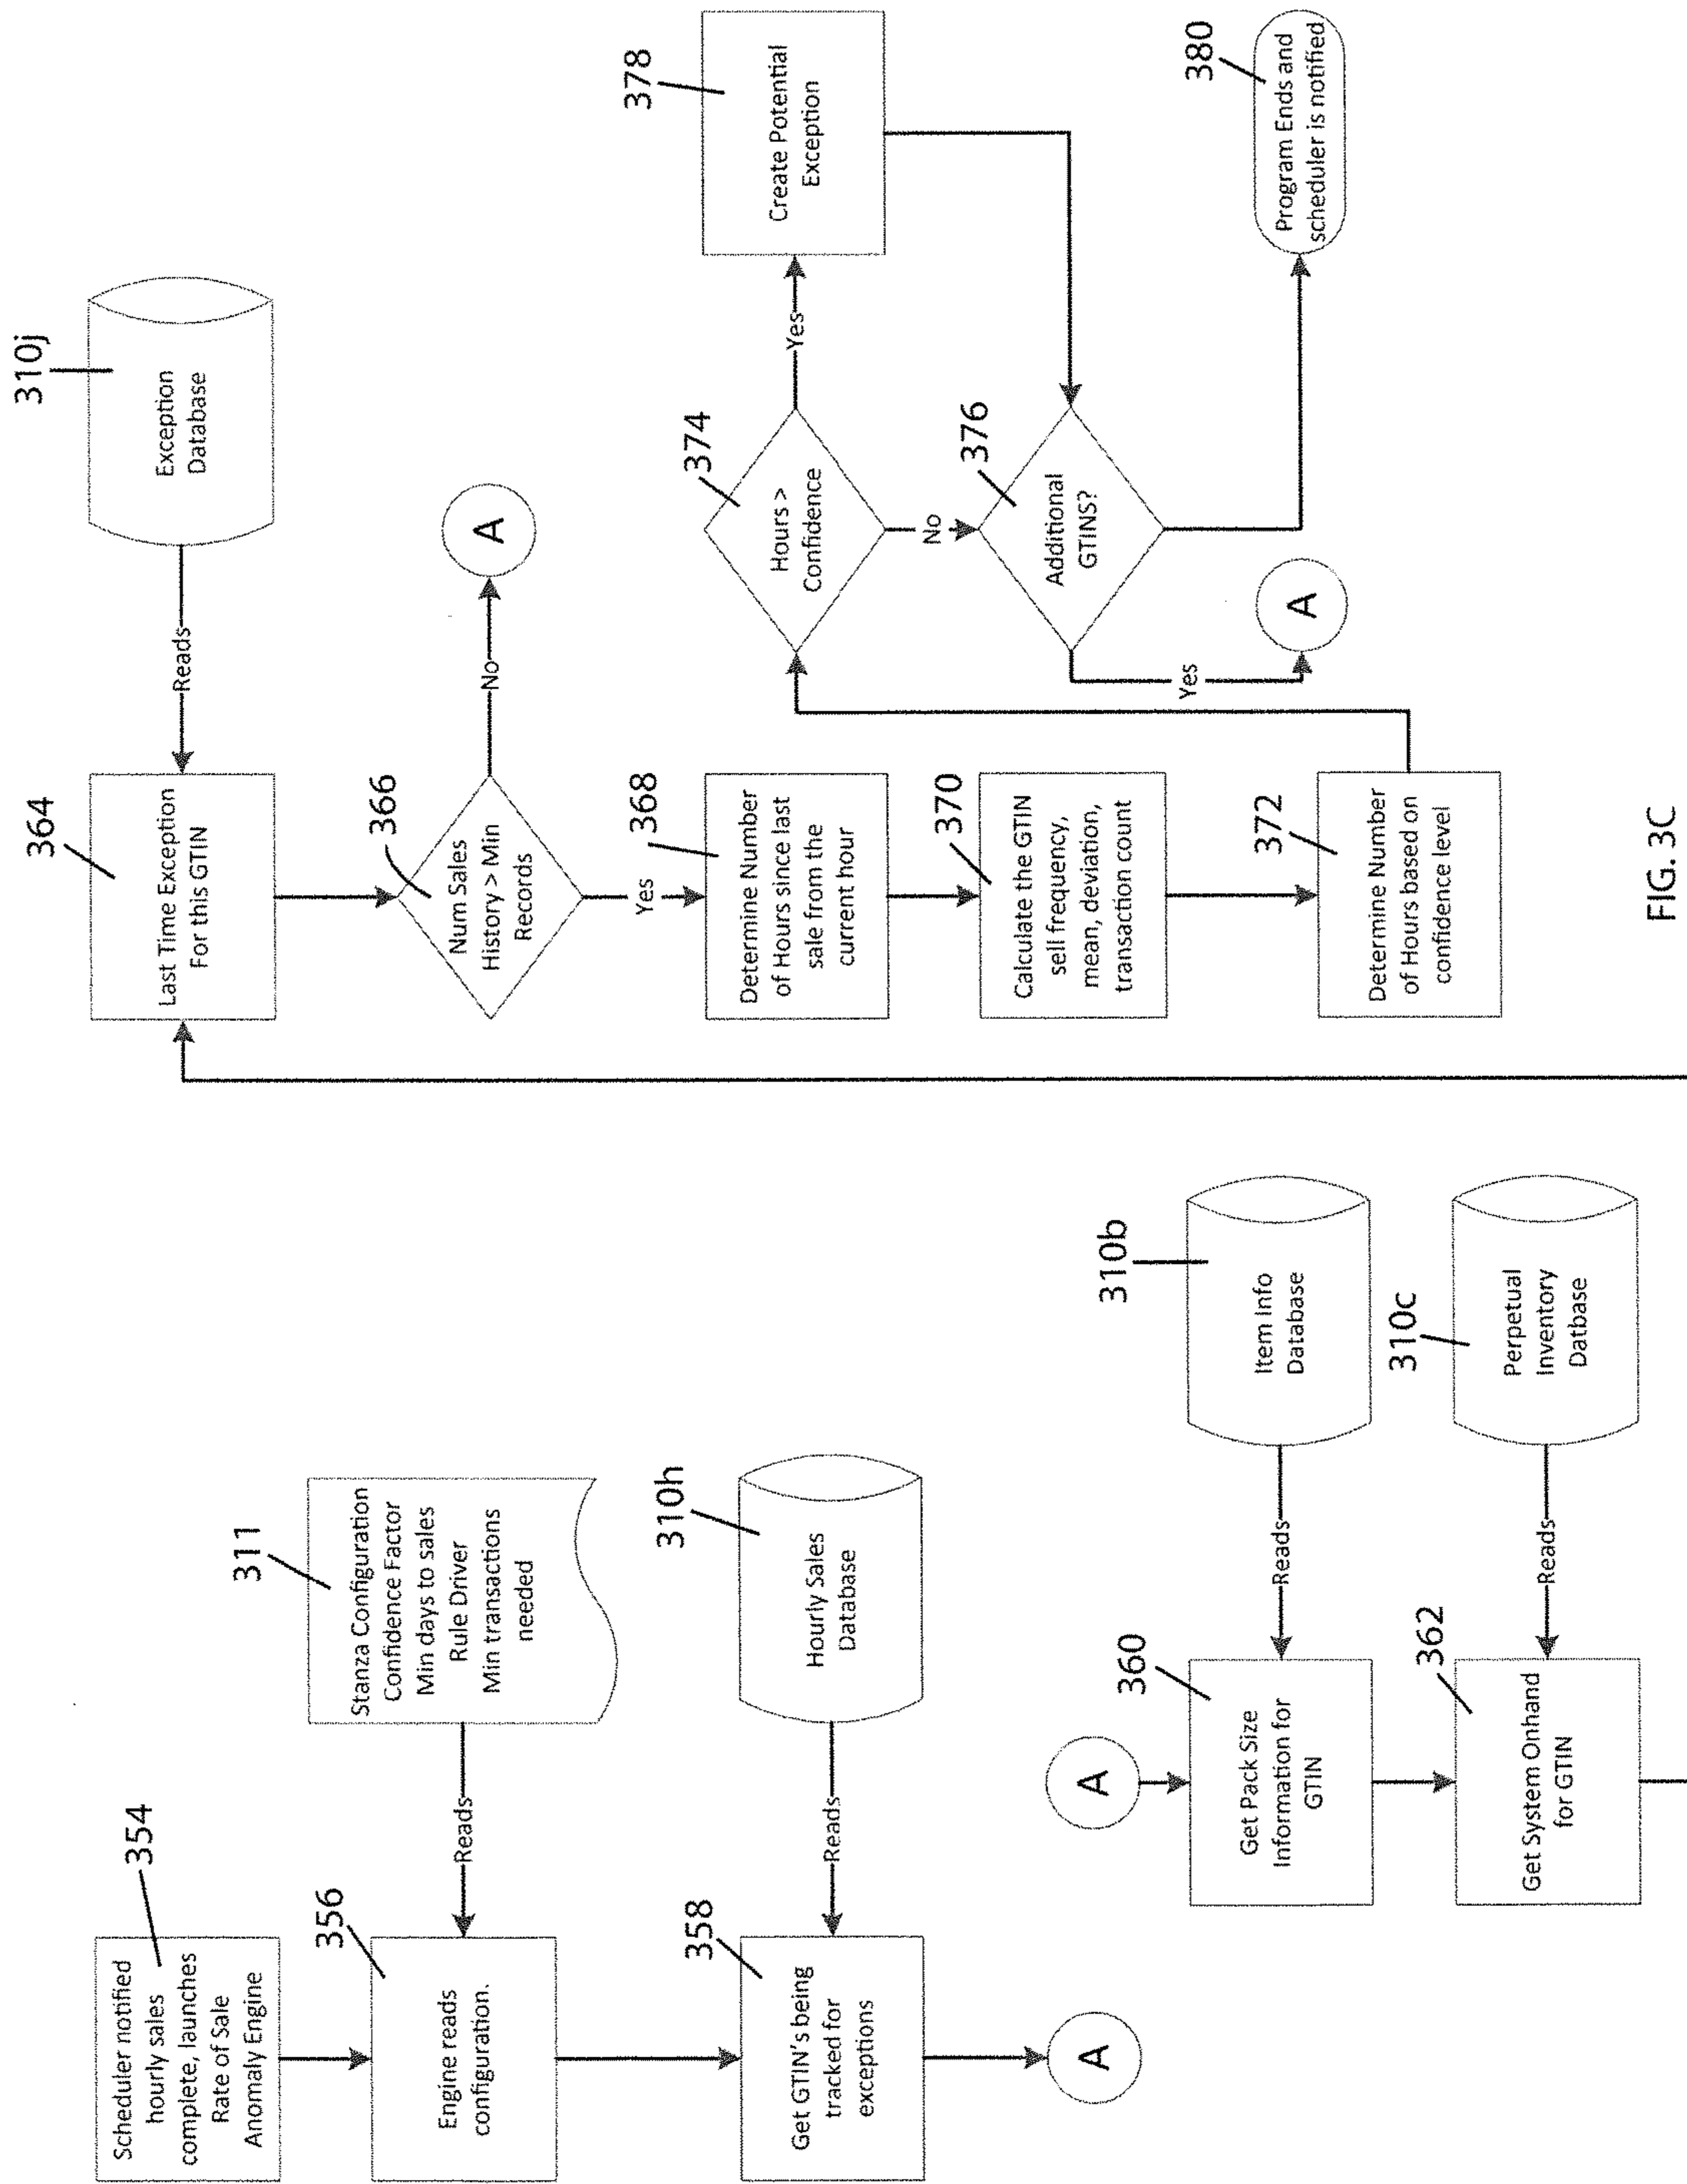 354
Scheduler notified
hourly sales
complete, launches
Rate of Sale
Anomaly Engine
356
Engine reads
configuration.
Reads
311
Stanza Configuration
Confidence Factor
Min days to sales
Rule Driver
Min transactions
needed
358
Get GTIN's being
tracked for
exceptions
Reads
310h
Hourly Sales
Database
A
A
360
Get Pack Size
Information for
GTIN
Reads
310b
Item Info
Database
362
Get System Onhand
for GTIN
Reads
310c
Perpetual
Inventory
Datbase
364
Last Time Exception
For this GTIN
Reads
310j
Exception
Database
366
Num Sales
History > Min
Records
No
A
Yes
368
Determine Number
of Hours since last
sale from the
current hour
370
Calculate the GTIN
sell frequency,
mean, deviation,
transaction count
372
Determine Number
of Hours based on
confidence level
374
Hours >
Confidence
Yes
378
Create Potential
Exception
No
376
Additional
GTINS?
Yes
A
380
Program Ends and
scheduler is notified
FIG. 3C